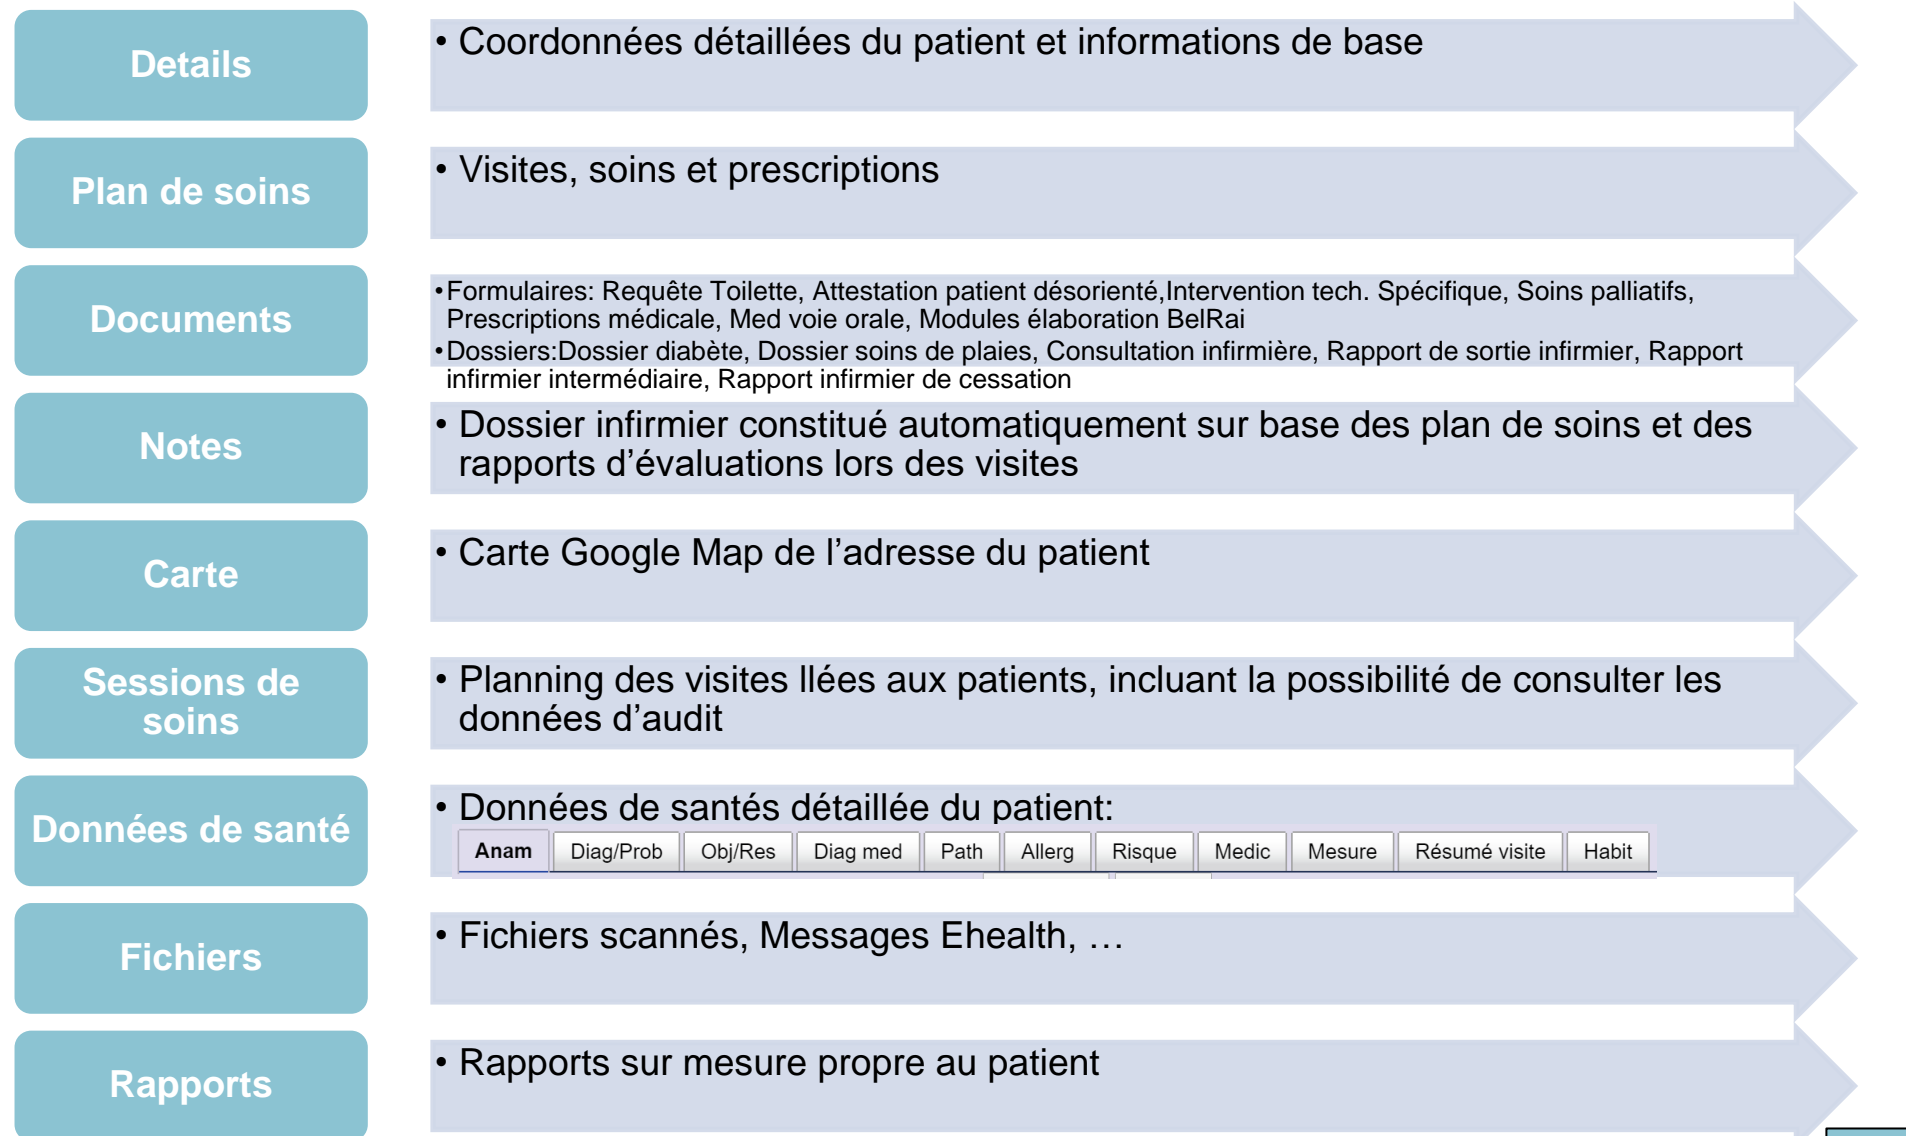 Details
• Coordonnées détaillées du patient et informations de base
Plan de soins
• Visites, soins et prescriptions
Documents
•Formulaires: Requête Toilette, Attestation patient désorienté,Intervention tech. Spécifique, Soins palliatifs,
Prescriptions médicale, Med voie orale, Modules élaboration BelRai
•Dossiers:Dossier diabète, Dossier soins de plaies, Consultation infirmière, Rapport de sortie infirmier, Rapport
infirmier intermédiaire, Rapport infirmier de cessation
Notes
• Dossier infirmier constitué automatiquement sur base des plan de soins et des
rapports d’évaluations lors des visites
Carte
• Carte Google Map de l’adresse du patient
Sessions de
soins
• Planning des visites llées aux patients, incluant la possibilité de consulter les
données d’audit
Données de santé
• Données de santés détaillée du patient:
Anam Diag/Prob Obj/Res Diag med Path Allerg Risque Medic Mesure Résumé visite Habit
Fichiers
• Fichiers scannés, Messages Ehealth, …
Rapports
• Rapports sur mesure propre au patient